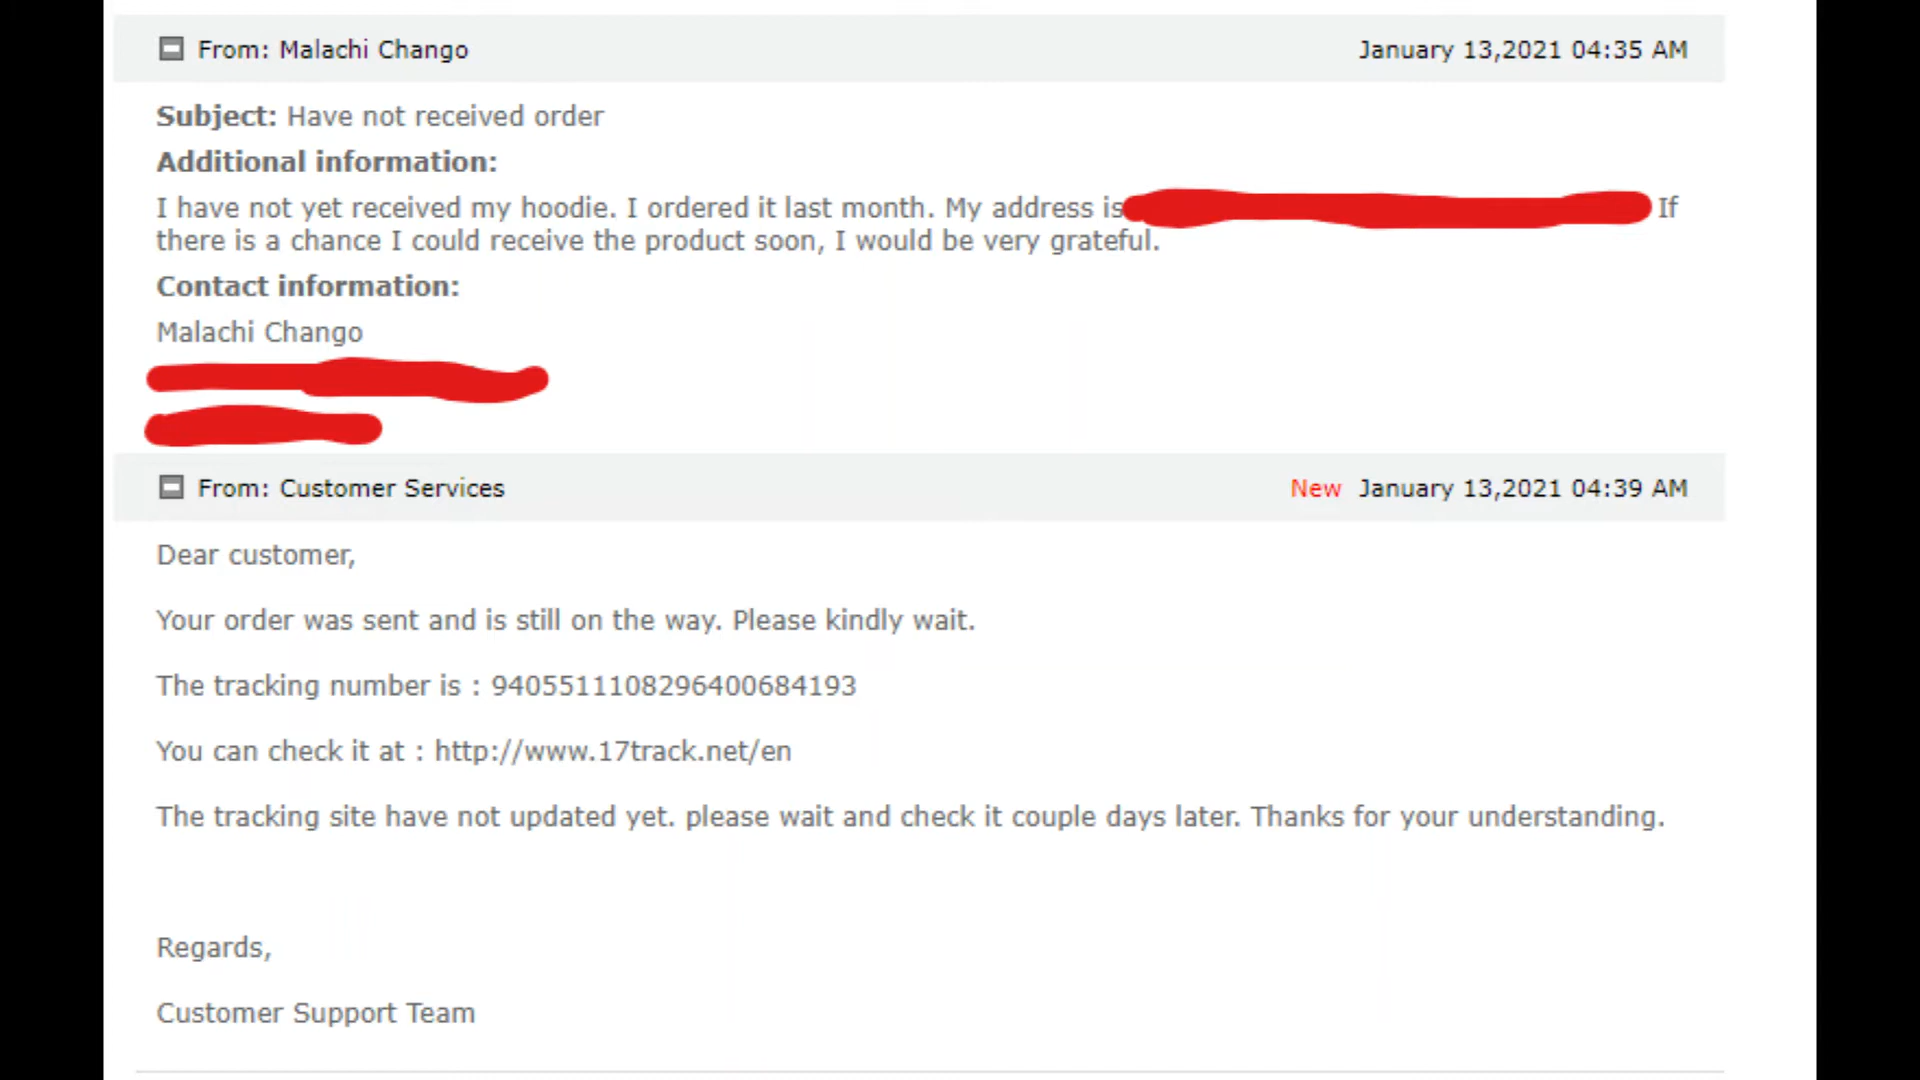 From: Malachi Chango January 13,2021 04:35 AM
Subject: Have not received order
Additional information:
I have not yet received my hoodie. I ordered it last month. My address is If
there is a chance I could receive the product soon, I would be very grateful.
Contact information:
Malachi Chango
From: Customer Services New January 13,2021 04:39 AM
Dear customer,
Your order was sent and is still on the way. Please kindly wait.
The tracking number is : 9405511108296400684193
You can check it at : http://www.17track.net/en
The tracking site have not updated yet. please wait and check it couple days later. Thanks for your understanding.
Regards,
Customer Support Team